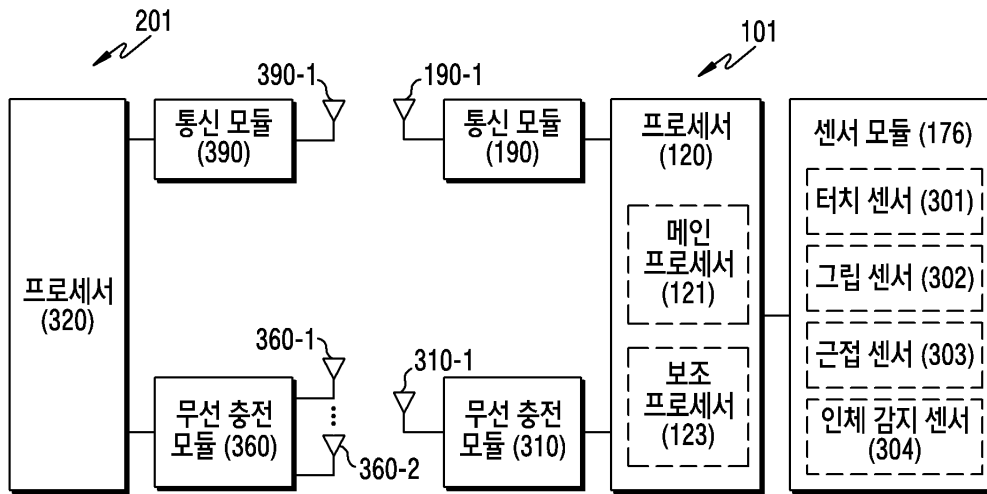 201
101
390-1
190-1
통신 모듈
(390)
통신 모듈
(190)
프로세서
(120)
센서 모듈 (176)
터치 센서 (301)
메인
프로세서
(121)
그립 센서 (302)
프로세서
(320)
근접 센서 (303)
360-1
310-1
보조
프로세서
(123)
무선 충전
모듈 (360)
무선 충전
모듈 (310)
인체 감지 센서
(304)
360-2